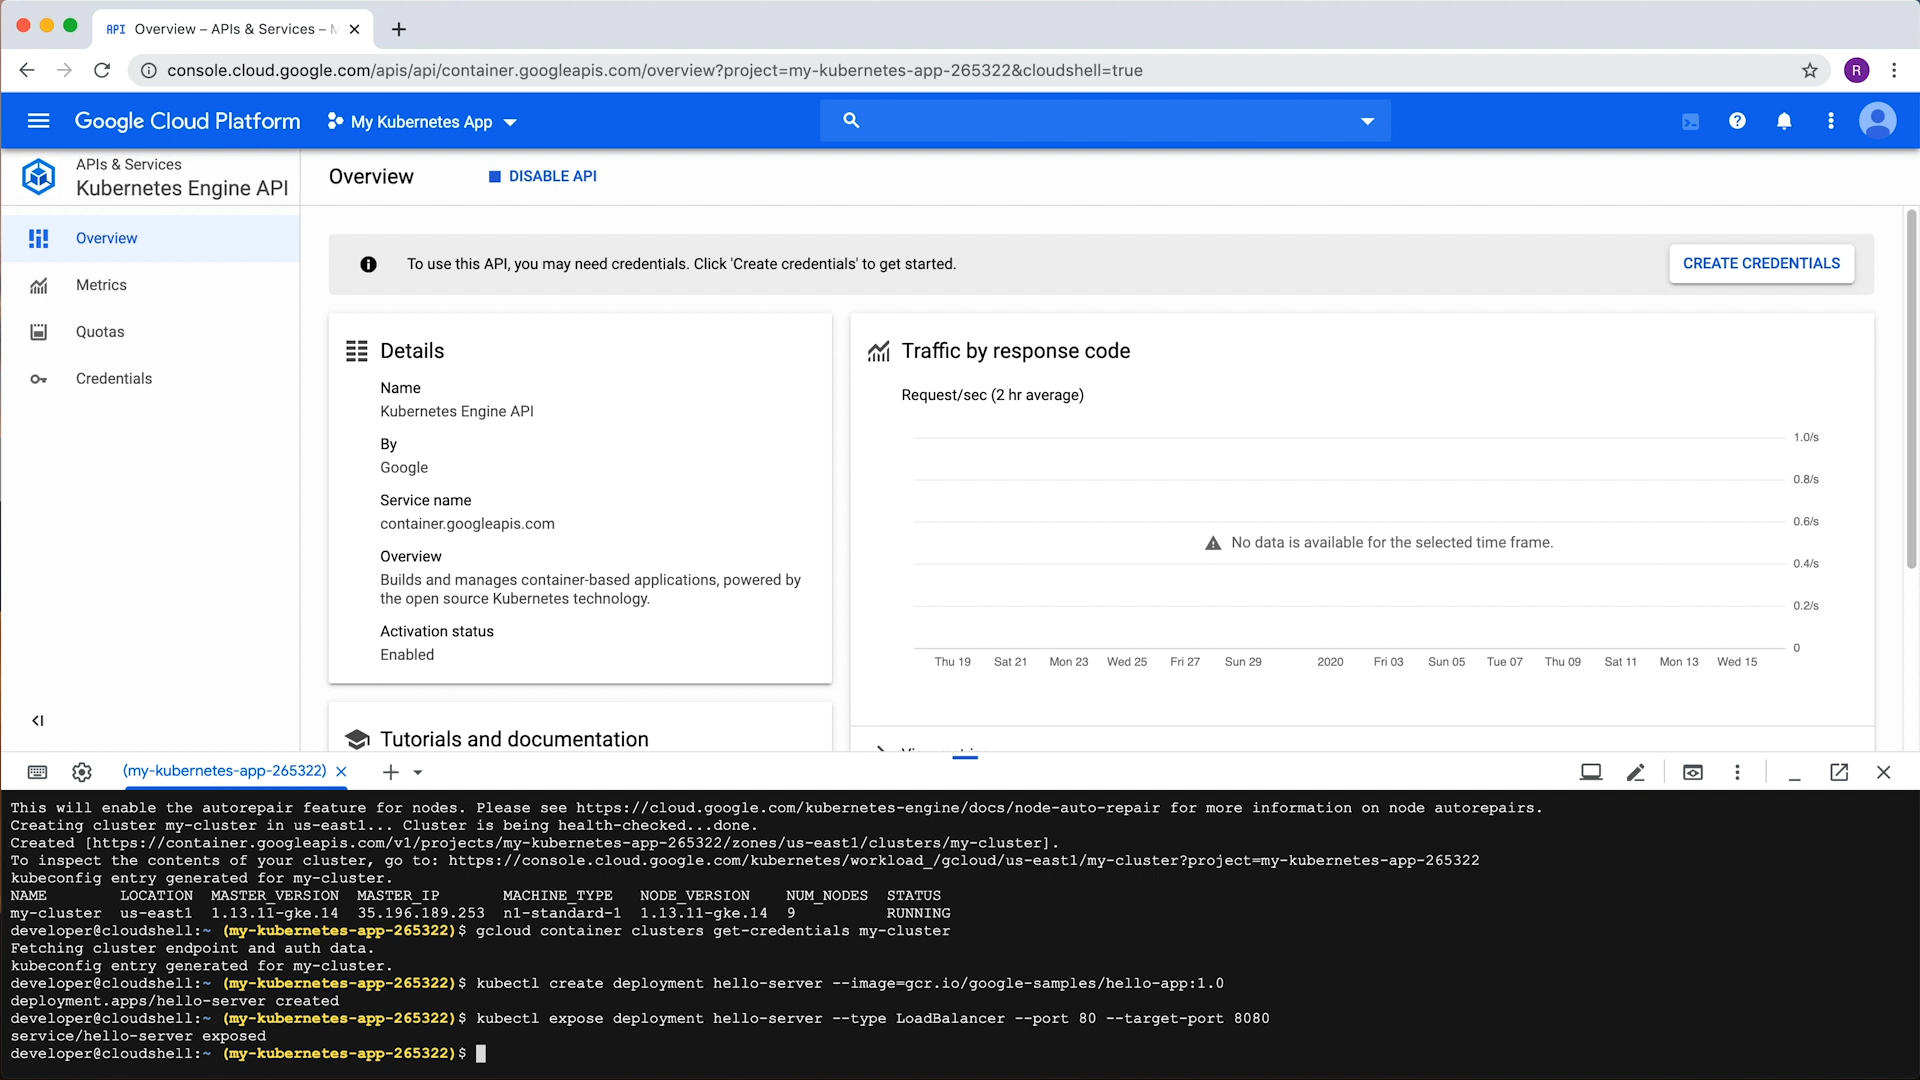 API Overview – APIs & Services – M
console.cloud.google.com/apis/api/container.googleapis.com/overview?project=my-kubernetes-app-265322&cloudshell=true
R
Google Cloud Platform
My Kubernetes App
APIs & Services
Kubernetes Engine API
Overview
DISABLE API
Overview
Metrics
Quotas
Credentials
To use this API, you may need credentials. Click 'Create credentials' to get started.
CREATE CREDENTIALS
Details
Name
Kubernetes Engine API
By
Google
Service name
container.googleapis.com
Overview
Builds and manages container-based applications, powered by
the open source Kubernetes technology.
Activation status
Enabled
Tutorials and documentation
Traffic by response code
Request/sec (2 hr average)
1.0/s
0.8/s
0.6/s
No data is available for the selected time frame.
0.4/s
0.2/s
0
Thu 19 Sat 21 Mon 23 Wed 25 Fri 27 Sun 29 2020 Fri 03 Sun 05 Tue 07 Thu 09 Sat 11 Mon 13 Wed 15
(my-kubernetes-app-265322)
This will enable the autorepair feature for nodes. Please see https://cloud.google.com/kubernetes-engine/docs/node-auto-repair for more information on node autorepairs.
Creating cluster my-cluster in us-east1... Cluster is being health-checked...done.
Created [https://container.googleapis.com/v1/projects/my-kubernetes-app-265322/zones/us-east1/clusters/my-cluster].
To inspect the contents of your cluster, go to: https://console.cloud.google.com/kubernetes/workload_/gcloud/us-east1/my-cluster?project=my-kubernetes-app-265322
kubeconfig entry generated for my-cluster.
NAME LOCATION MASTER_VERSION MASTER_IP MACHINE_TYPE NODE_VERSION NUM_NODES STATUS
my-cluster us-east1 1.13.11-gke.14 35.196.189.253 n1-standard-1 1.13.11-gke.14 9 RUNNING
developer@cloudshell:~ (my-kubernetes-app-265322)$ gcloud container clusters get-credentials my-cluster
Fetching cluster endpoint and auth data.
kubeconfig entry generated for my-cluster.
developer@cloudshell:~ (my-kubernetes-app-265322)$ kubectl create deployment hello-server --image=gcr.io/google-samples/hello-app:1.0
deployment.apps/hello-server created
developer@cloudshell:~ (my-kubernetes-app-265322)$ kubectl expose deployment hello-server --type LoadBalancer --port 80 --target-port 8080
service/hello-server exposed
developer@cloudshell:~ (my-kubernetes-app-265322)$